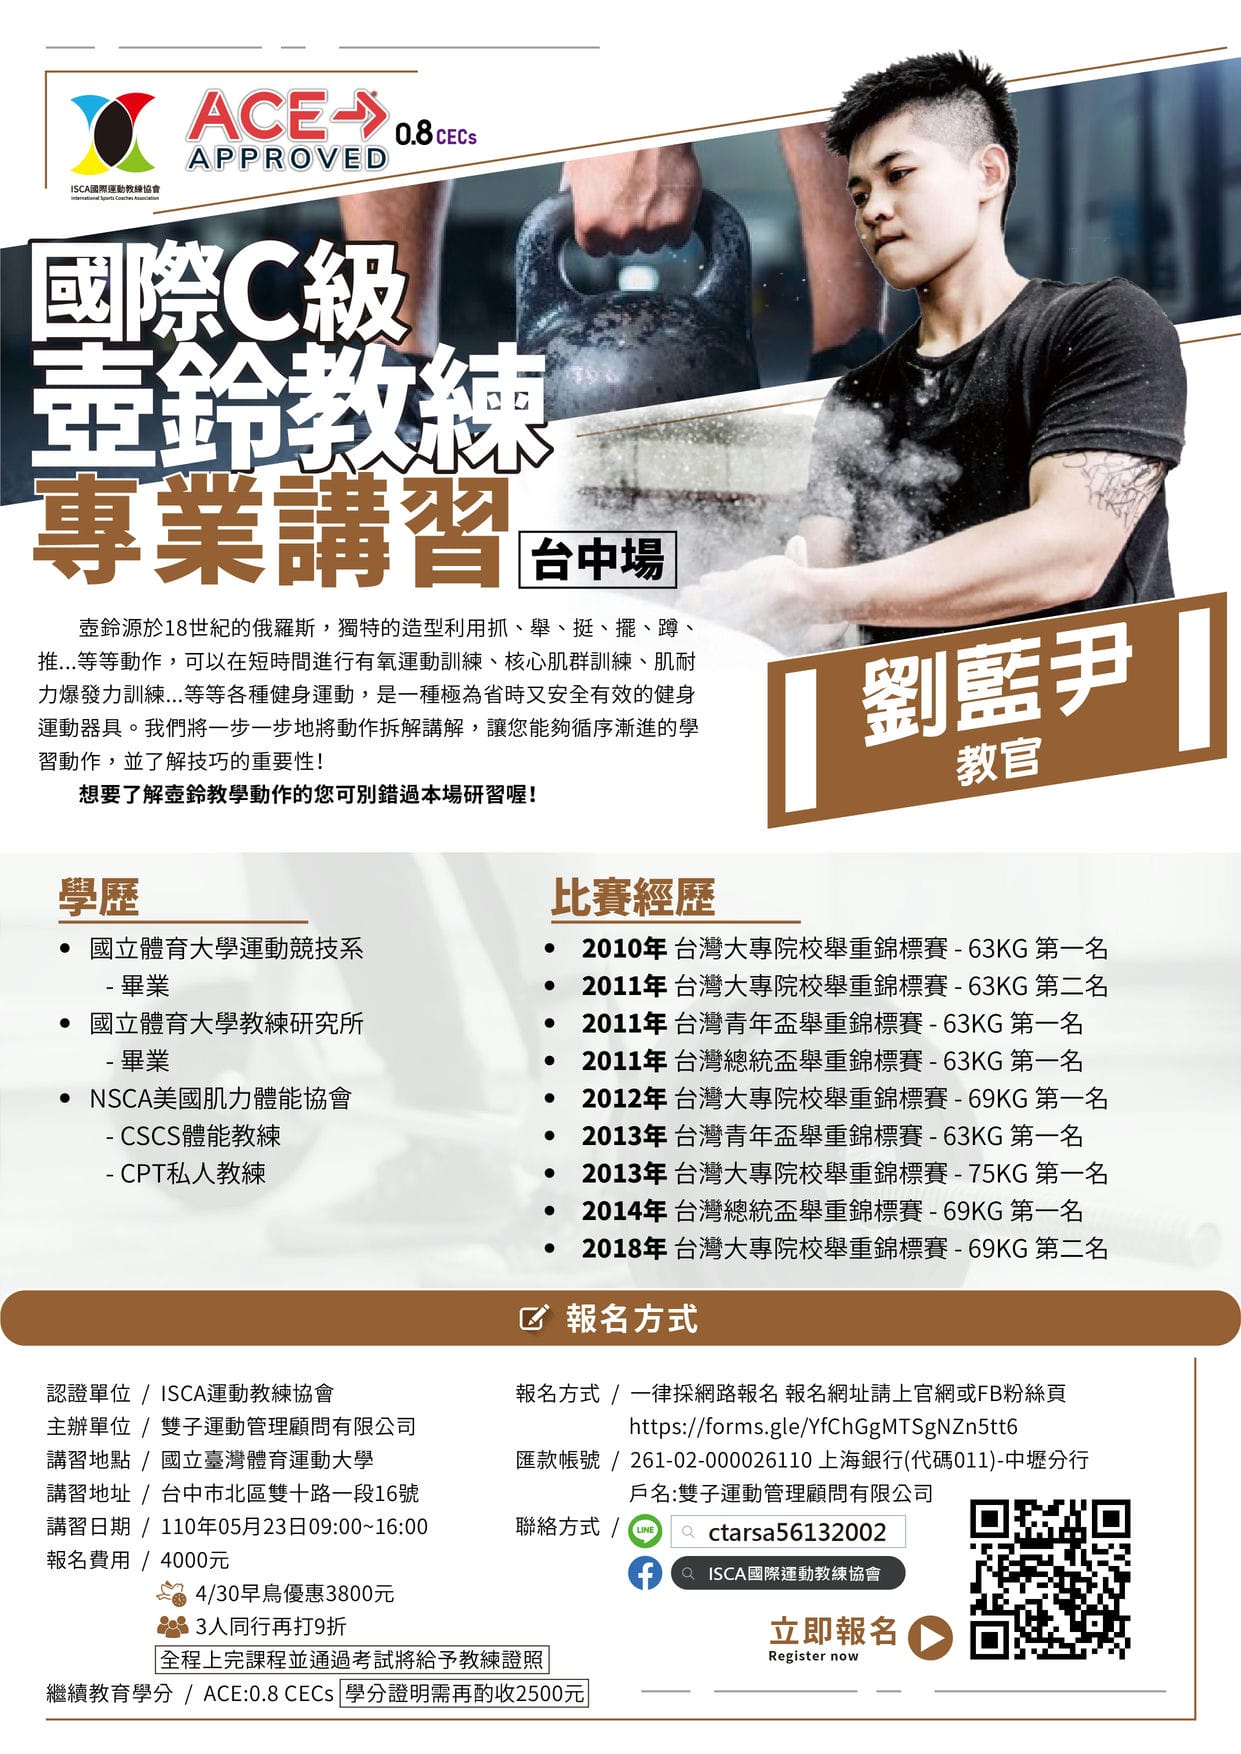 ACE
APPROVED
0.8 CECs
ISCA國際運動教練協會
International Sports Coaches Association
國際C級
壺鈴教練
專業講習
台中場
壺鈴源於18世紀的俄羅斯，獨特的造型利用抓、舉、挺、擺、蹲、
推...等等動作，可以在短時間進行有氧運動訓練、核心肌群訓練、肌耐
力爆發力訓練...等等各種健身運動，是一種極為省時又安全有效的健身
運動器具。我們將一步一步地將動作拆解講解，讓您能夠循序漸進的學
習動作，並了解技巧的重要性!
想要了解壺鈴教學動作的您可別錯過本場研習喔!
劉藍尹
教官
學歷
• 國立體育大學運動競技系
- 畢業
• 國立體育大學教練研究所
- 畢業
• NSCA美國肌力體能協會
- CSCS體能教練
- CPT私人教練
比賽經歷
• 2010年 台灣大專院校舉重錦標賽 - 63KG 第一名
• 2011年 台灣大專院校舉重錦標賽 - 63KG 第二名
• 2011年 台灣青年盃舉重錦標賽 - 63KG 第一名
• 2011年 台灣總統盃舉重錦標賽 - 63KG 第一名
• 2012年 台灣大專院校舉重錦標賽 - 69KG 第一名
• 2013年 台灣青年盃舉重錦標賽 - 63KG 第一名
• 2013年 台灣大專院校舉重錦標賽 - 75KG 第一名
• 2014年 台灣總統盃舉重錦標賽 - 69KG 第一名
• 2018年 台灣大專院校舉重錦標賽 - 69KG 第二名
報名方式
認證單位 / ISCA運動教練協會
主辦單位 / 雙子運動管理顧問有限公司
講習地點 / 國立臺灣體育運動大學
講習地址 / 台中市北區雙十路一段16號
講習日期 / 110年05月23日09:00~16:00
報名費用 / 4000元
4/30早鳥優惠3800元
3人同行再打9折
全程上完課程並通過考試將給予教練證照
繼續教育學分 / ACE:0.8 CECs 學分證明需再酌收2500元
報名方式 / 一律採網路報名 報名網址請上官網或FB粉絲頁
https://forms.gle/YfChGgMTSgNZn5tt6
匯款帳號 / 261-02-000026110 上海銀行(代碼011)-中壢分行
戶名:雙子運動管理顧問有限公司
聯絡方式 / LINE ctarsa56132002
ISCA國際運動教練協會
立即報名
Register now